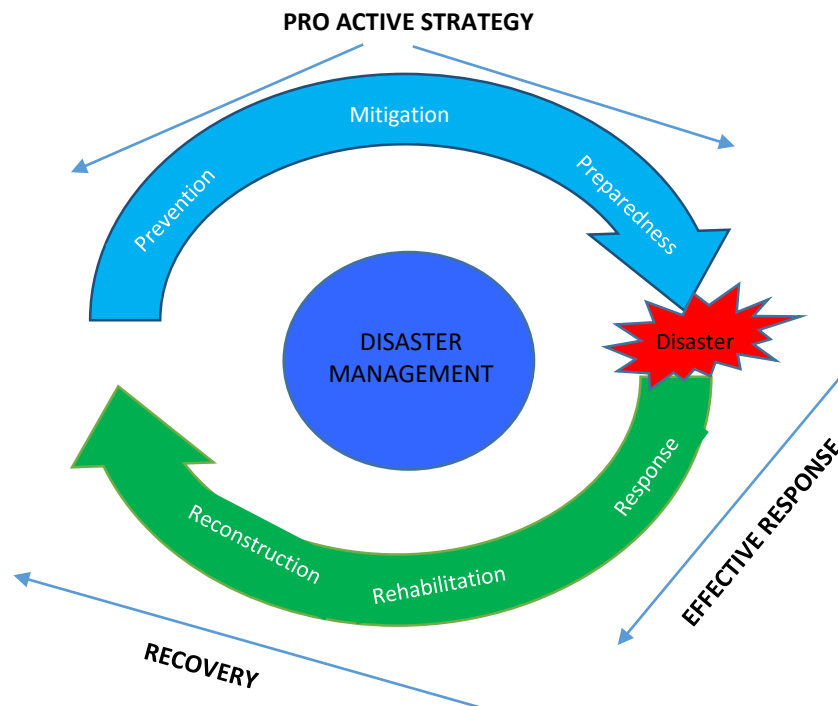 PRO ACTIVE STRATEGY
Mitigation
Prevention
Preparedness
DISASTER
MANAGEMENT
Disaster
Response
EFFECTIVE RESPONSE
Reconstruction
Rehabilitation
RECOVERY